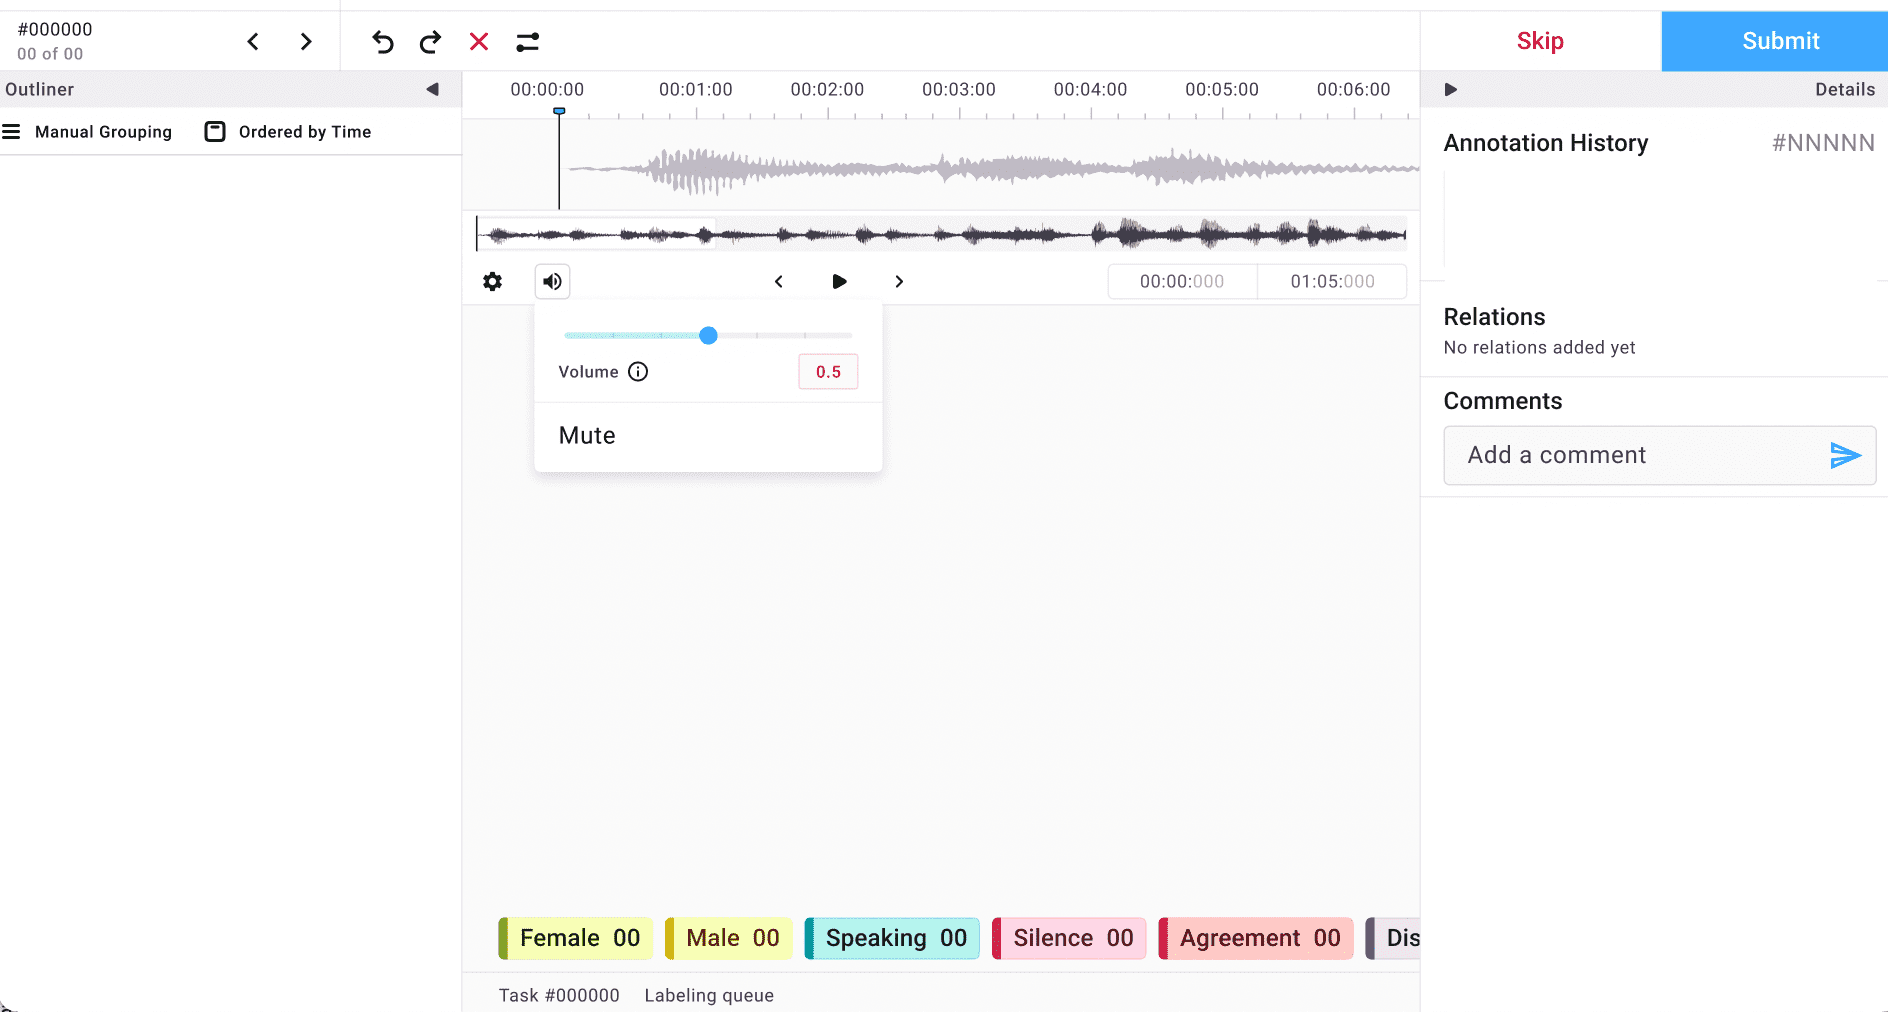 #000000
00 of 00
Skip
Submit
Outliner
Manual Grouping
Ordered by Time
00:00:00 00:01:00 00:02:00 00:03:00 00:04:00 00:05:00 00:06:00
00:00:000
01:05:000
Volume
0.5
Mute
Female 00
Male 00
Speaking 00
Silence 00
Agreement 00
Dis
Task #000000
Labeling queue
Details
Annotation History
#NNNNN
Relations
No relations added yet
Comments
Add a comment